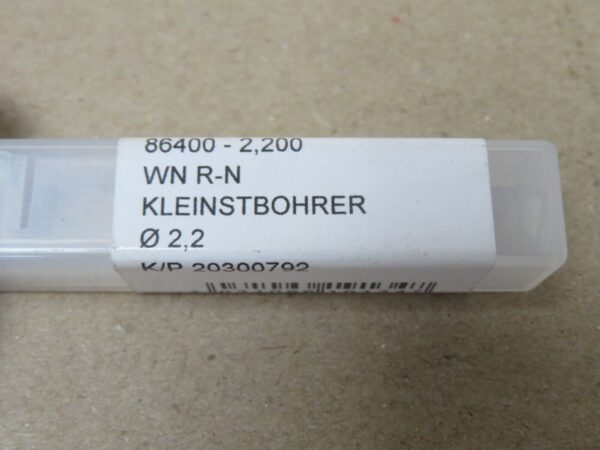 86400 - 2,200
WN R-N
KLEINSTBOHRER
Ø 2,2
K/P 20300792